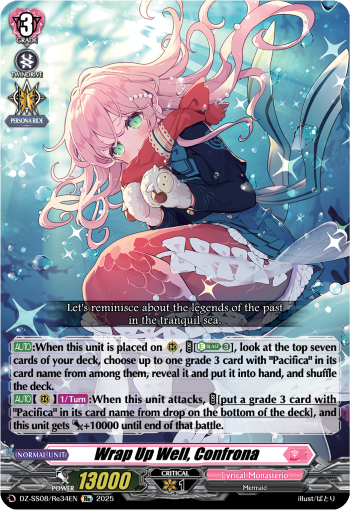 3
GRADE
TWINDRIVE
PERSONA RIDE
Let's reminisce about the legends of the past
in the tranquil sea.
AUTO:When this unit is placed on , [BLAST ], look at the top seven
cards of your deck, choose up to one grade 3 card with "Pacifica" in its
card name from among them, reveal it and put it into hand, and shuffle
the deck.
AUTO 1/Turn:When this unit attacks, [put a grade 3 card with
"Pacifica" in its card name from drop on the bottom of the deck], and
this unit gets +10000 until end of that battle.
NORMAL UNIT Wrap Up Well, Confrona
POWER 13000 CRITICAL 1 Lyrical Monasterio
Mermaid
DZ-SS08/Re34EN 2025 illust/ばとり